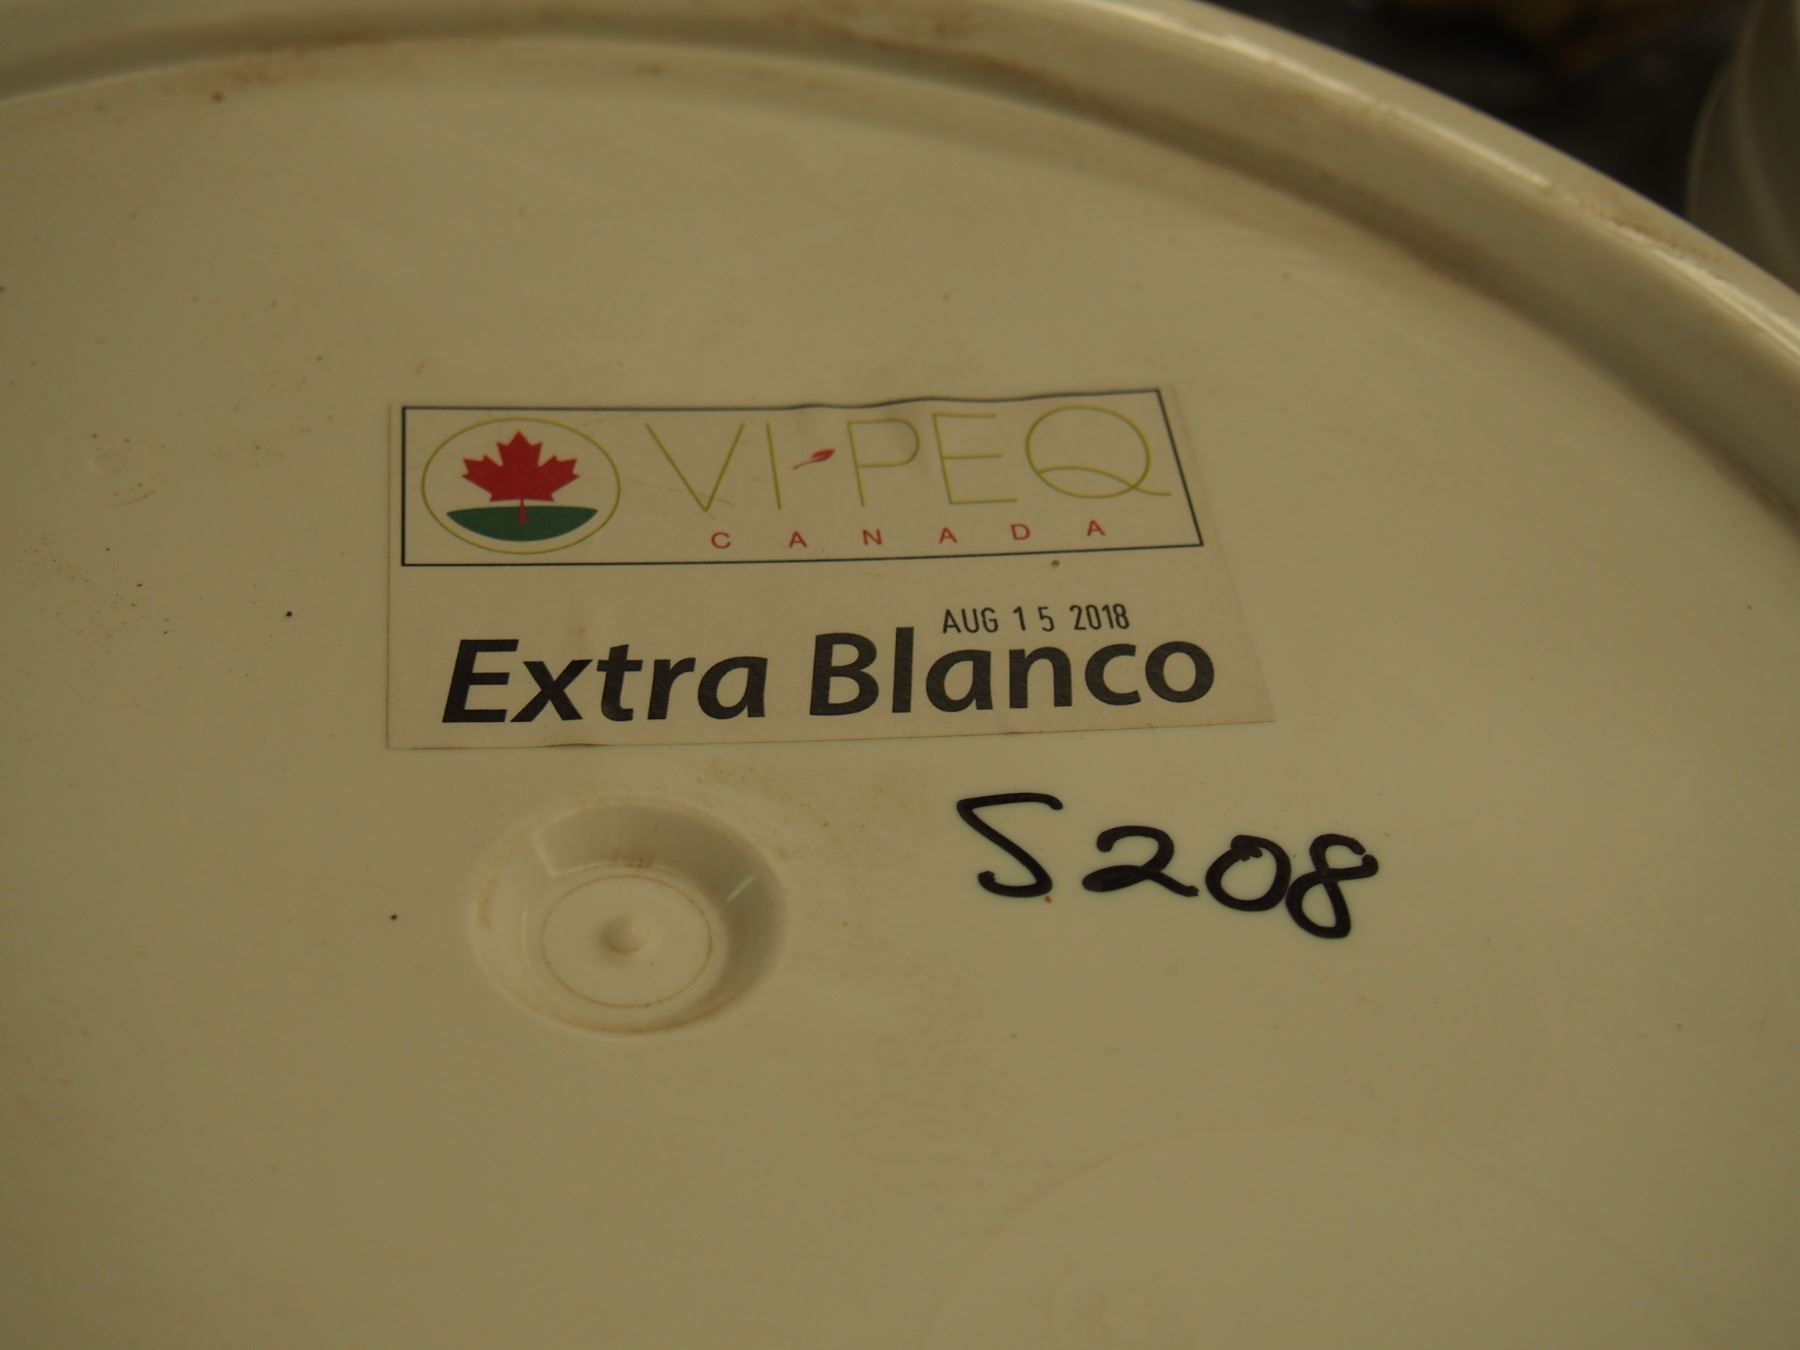 VI-PEQ
CANADA
AUG 15 2018
Extra Blanco
S208